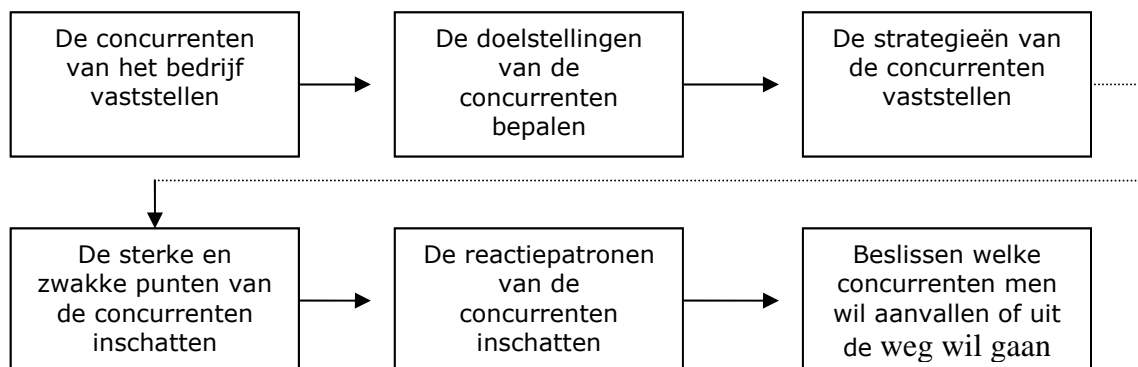 De concurrenten
van het bedrijf
vaststellen
De doelstellingen
van de
concurrenten
bepalen
De strategieën van
de concurrenten
vaststellen
De sterke en
zwakke punten van
de concurrenten
inschatten
De reactiepatronen
van de
concurrenten
inschatten
Beslissen welke
concurrenten men
wil aanvallen of uit
de weg wil gaan